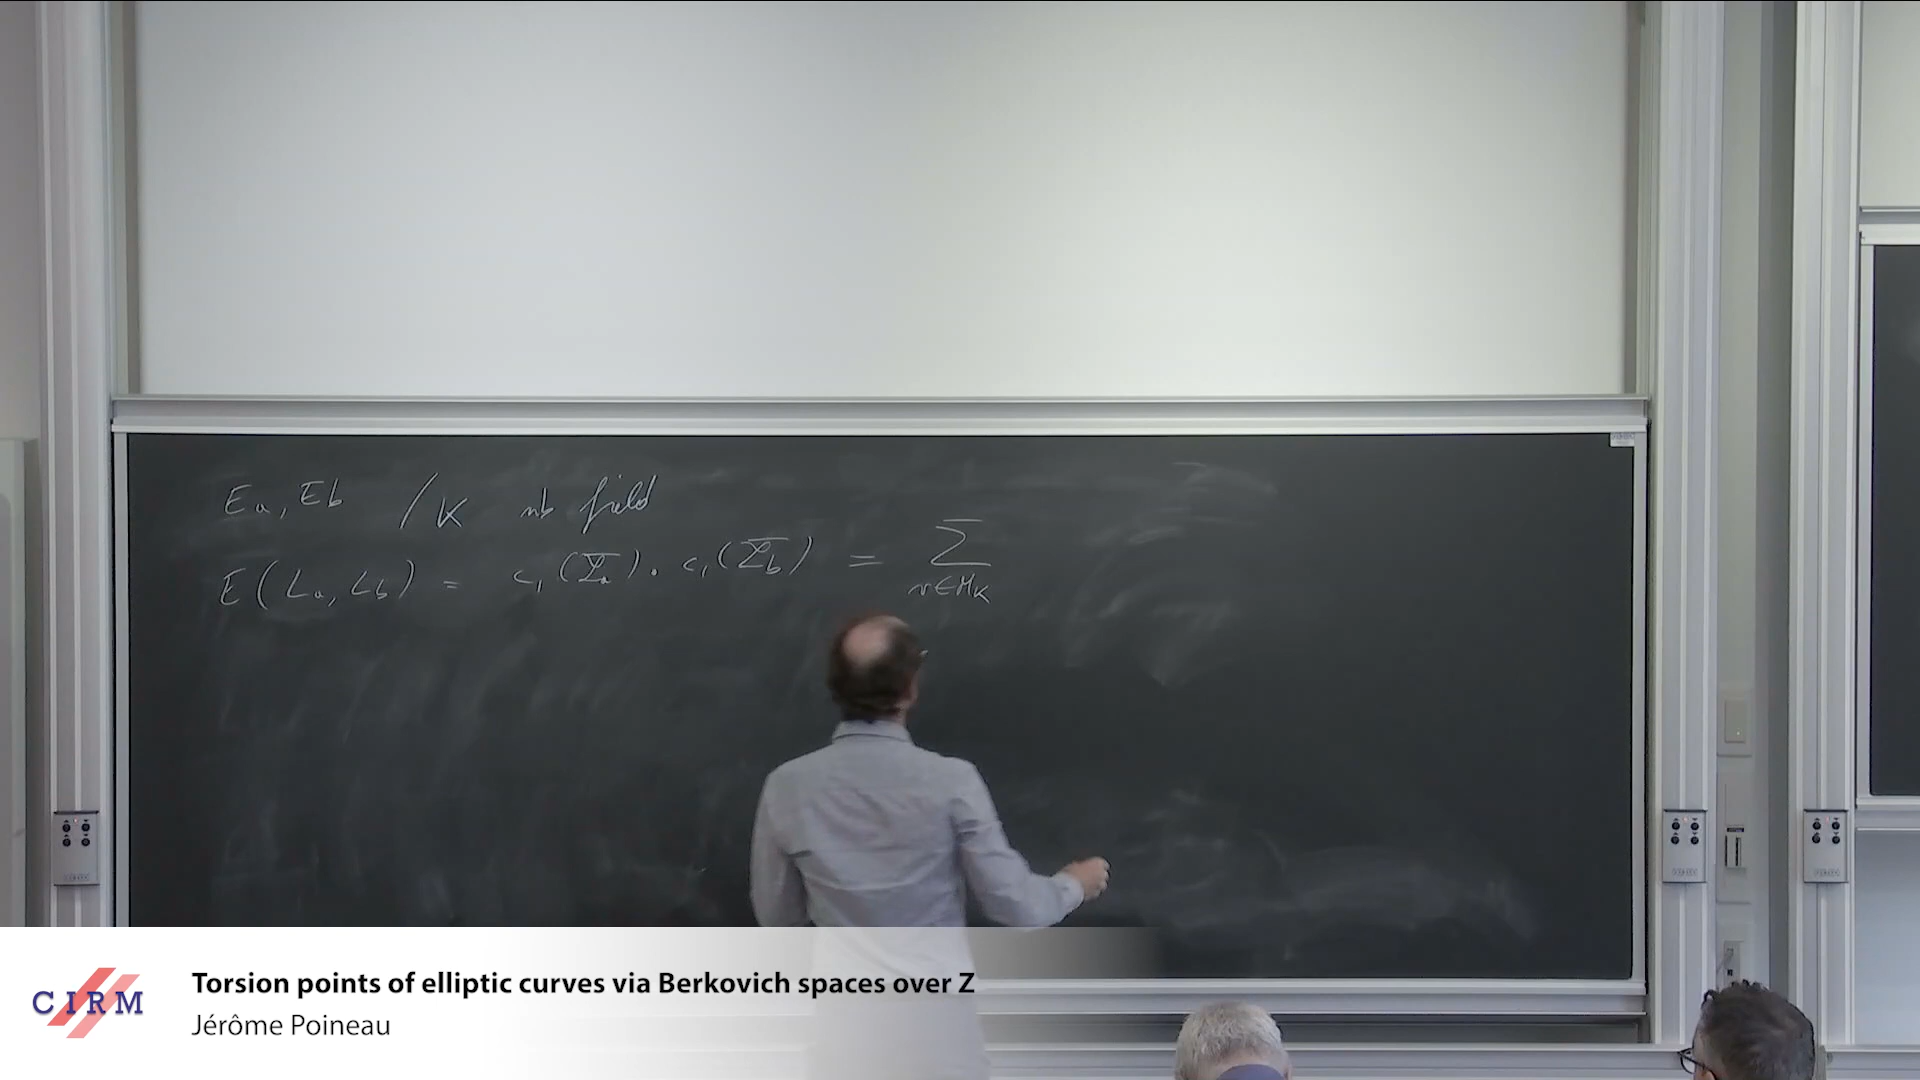 Ea, Eb / K nb field
E(La, Lb) = c₁(L̄a) · c₁(L̄b) = Σ
v∈MK
CIRM
Torsion points of elliptic curves via Berkovich spaces over Z
Jérôme Poineau